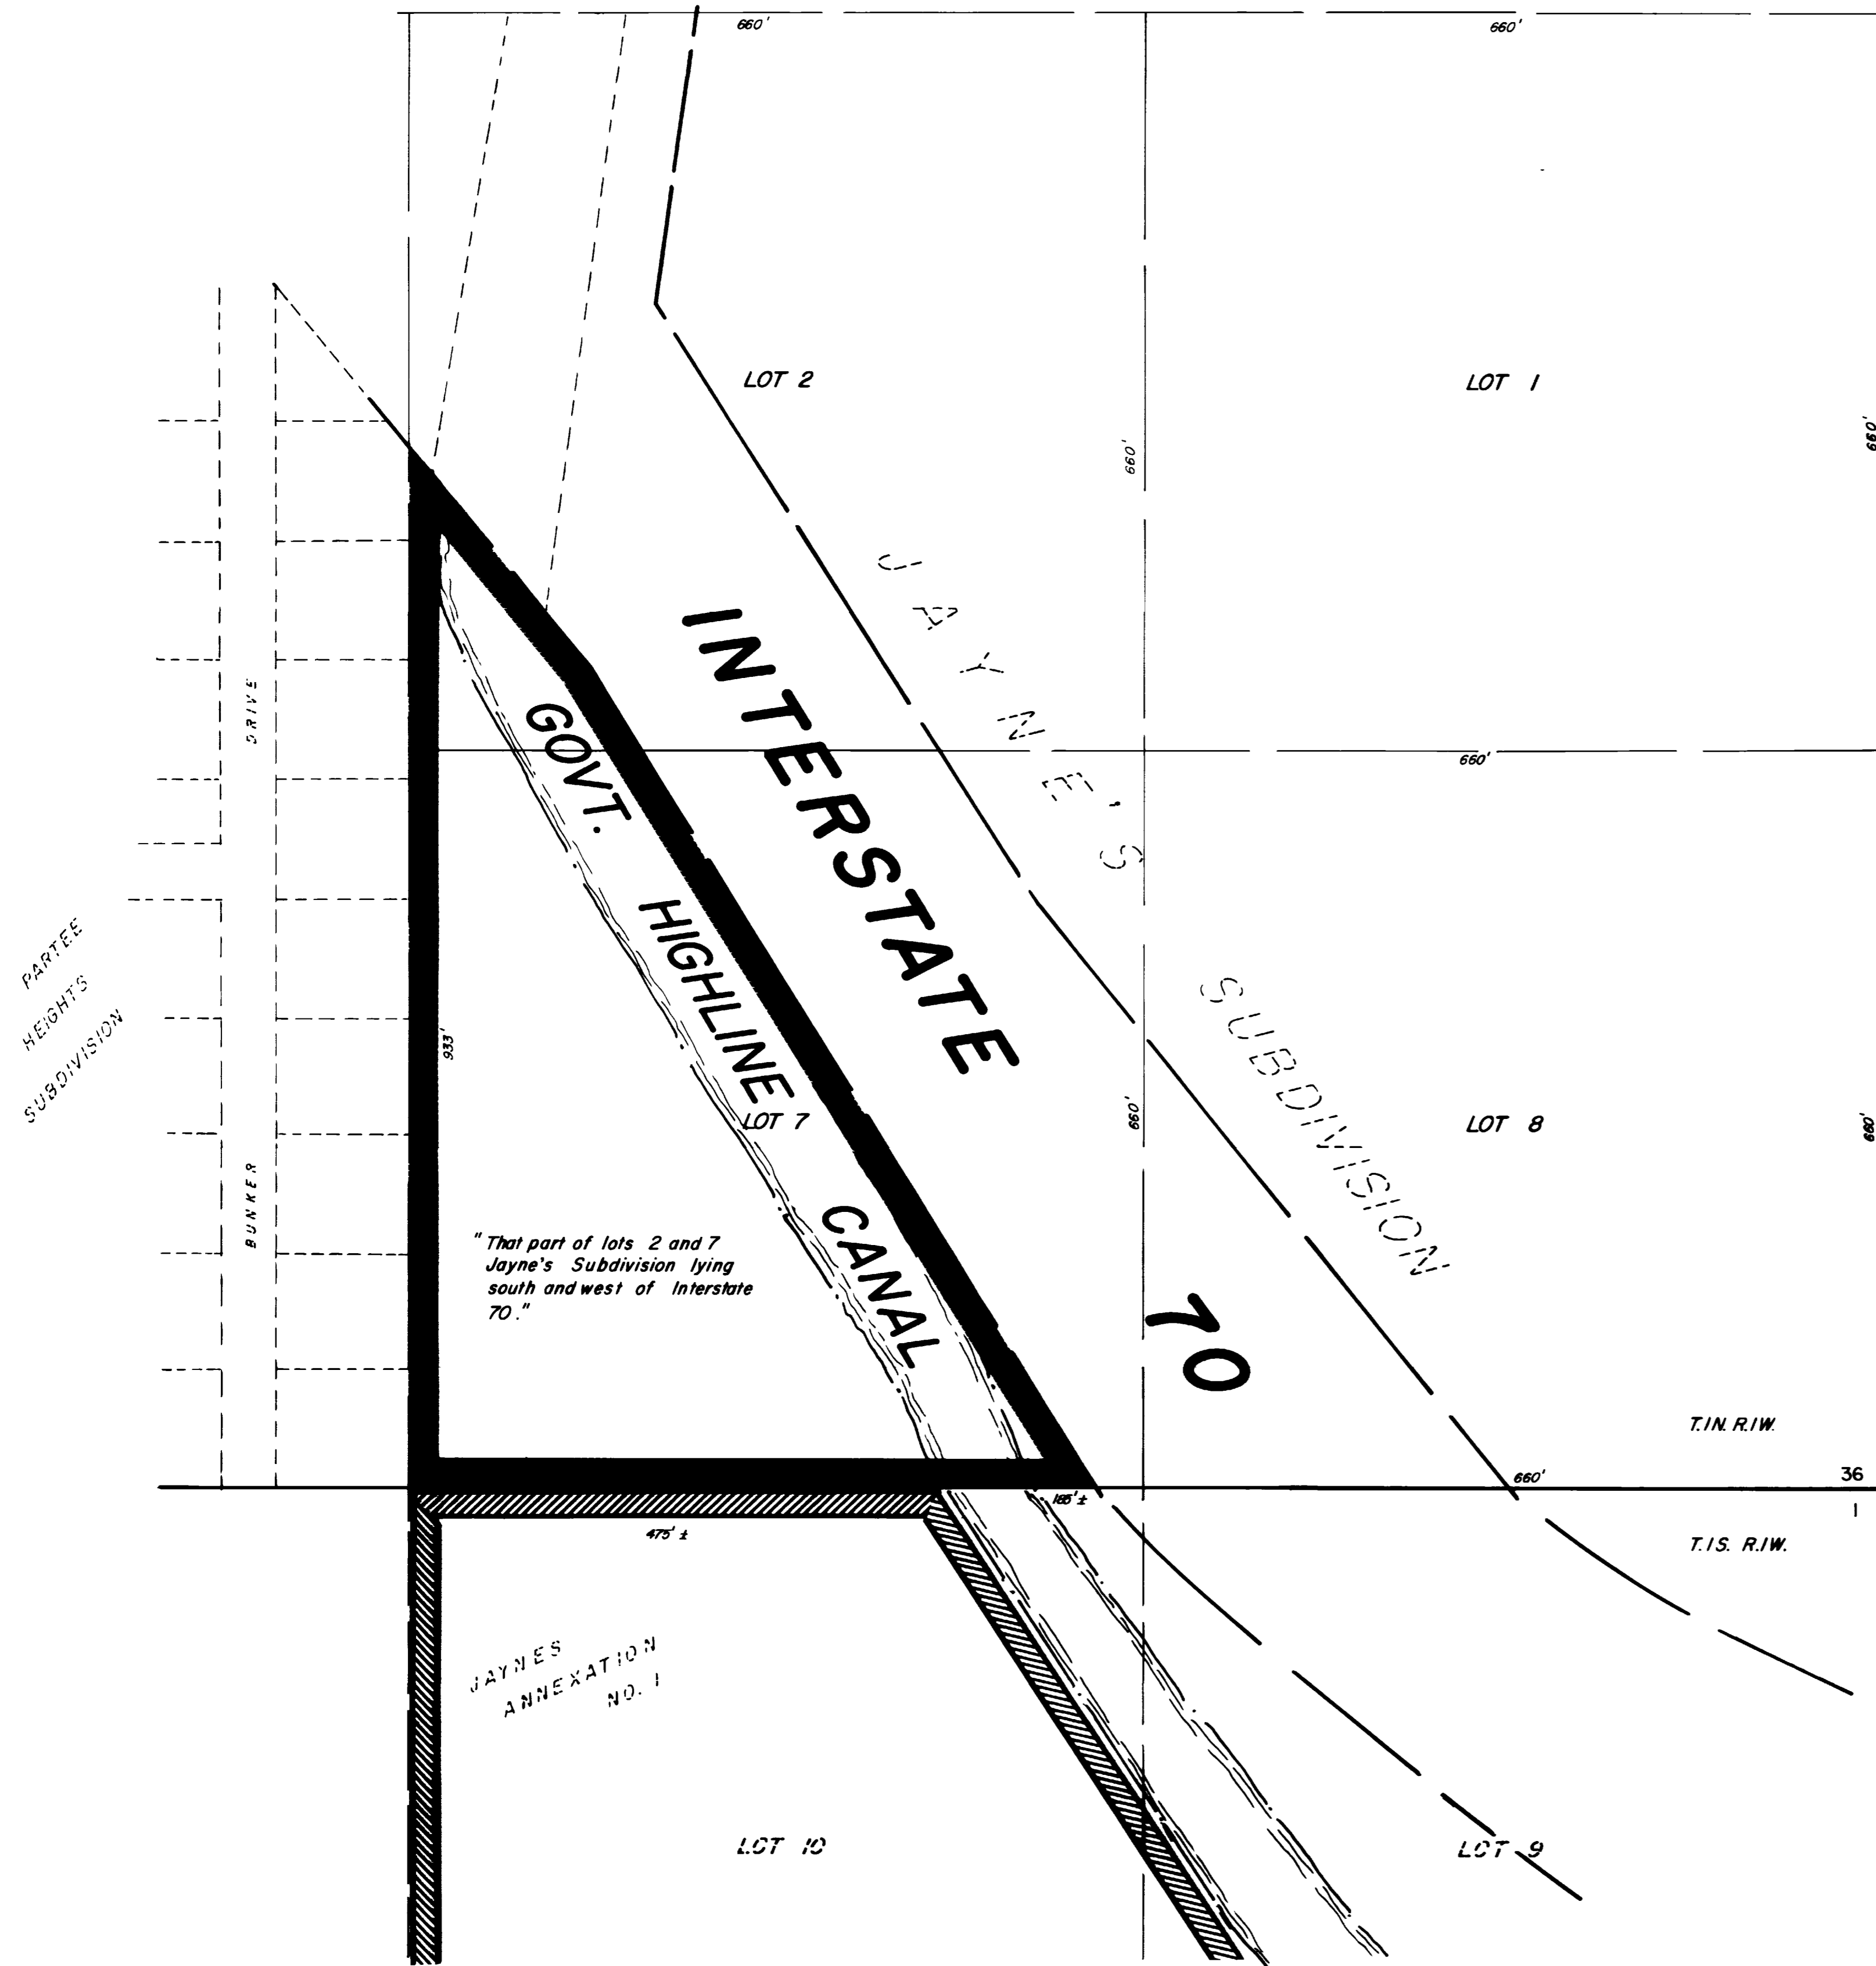 660'
660'
LOT 2
LOT 1
660'
660'
JAYNE'S
SUBDIVISION
INTERSTATE
70
GOVT. HIGHLINE CANAL
DRIVE
BUNKER
660'
PARTEE
HEIGHTS
SUBDIVISION
933'
LOT 7
660'
LOT 8
660'
"That part of lots 2 and 7
Jayne's Subdivision lying
south and west of Interstate
70."
T.1N. R.1W.
660'
36
1
185' ±
475' ±
T.1S. R.1W.
JAYNES
ANNEXATION
NO. 1
LOT 10
LOT 9